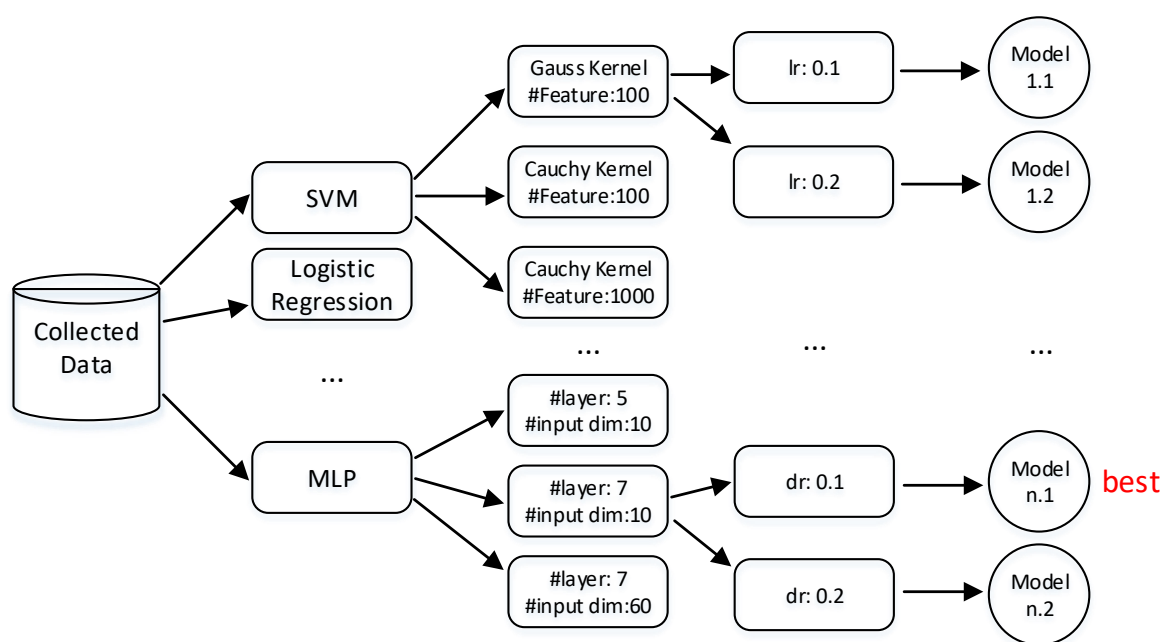 Gauss Kernel
#Feature:100
lr: 0.1
Model
1.1
SVM
Cauchy Kernel
#Feature:100
lr: 0.2
Model
1.2
Logistic
Regression
Cauchy Kernel
#Feature:1000
Collected
Data
...
...
...
...
#layer: 5
#input dim:10
MLP
#layer: 7
#input dim:10
dr: 0.1
Model
n.1
best
#layer: 7
#input dim:60
dr: 0.2
Model
n.2